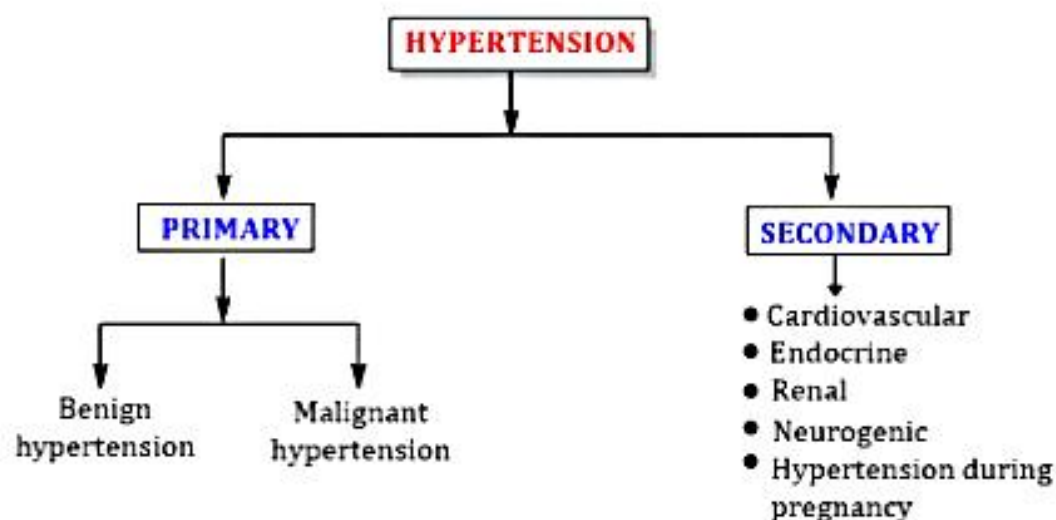 HYPERTENSION
PRIMARY
SECONDARY
Benign
hypertension
Malignant
hypertension
• Cardiovascular
• Endocrine
• Renal
• Neurogenic
• Hypertension during
pregnancy